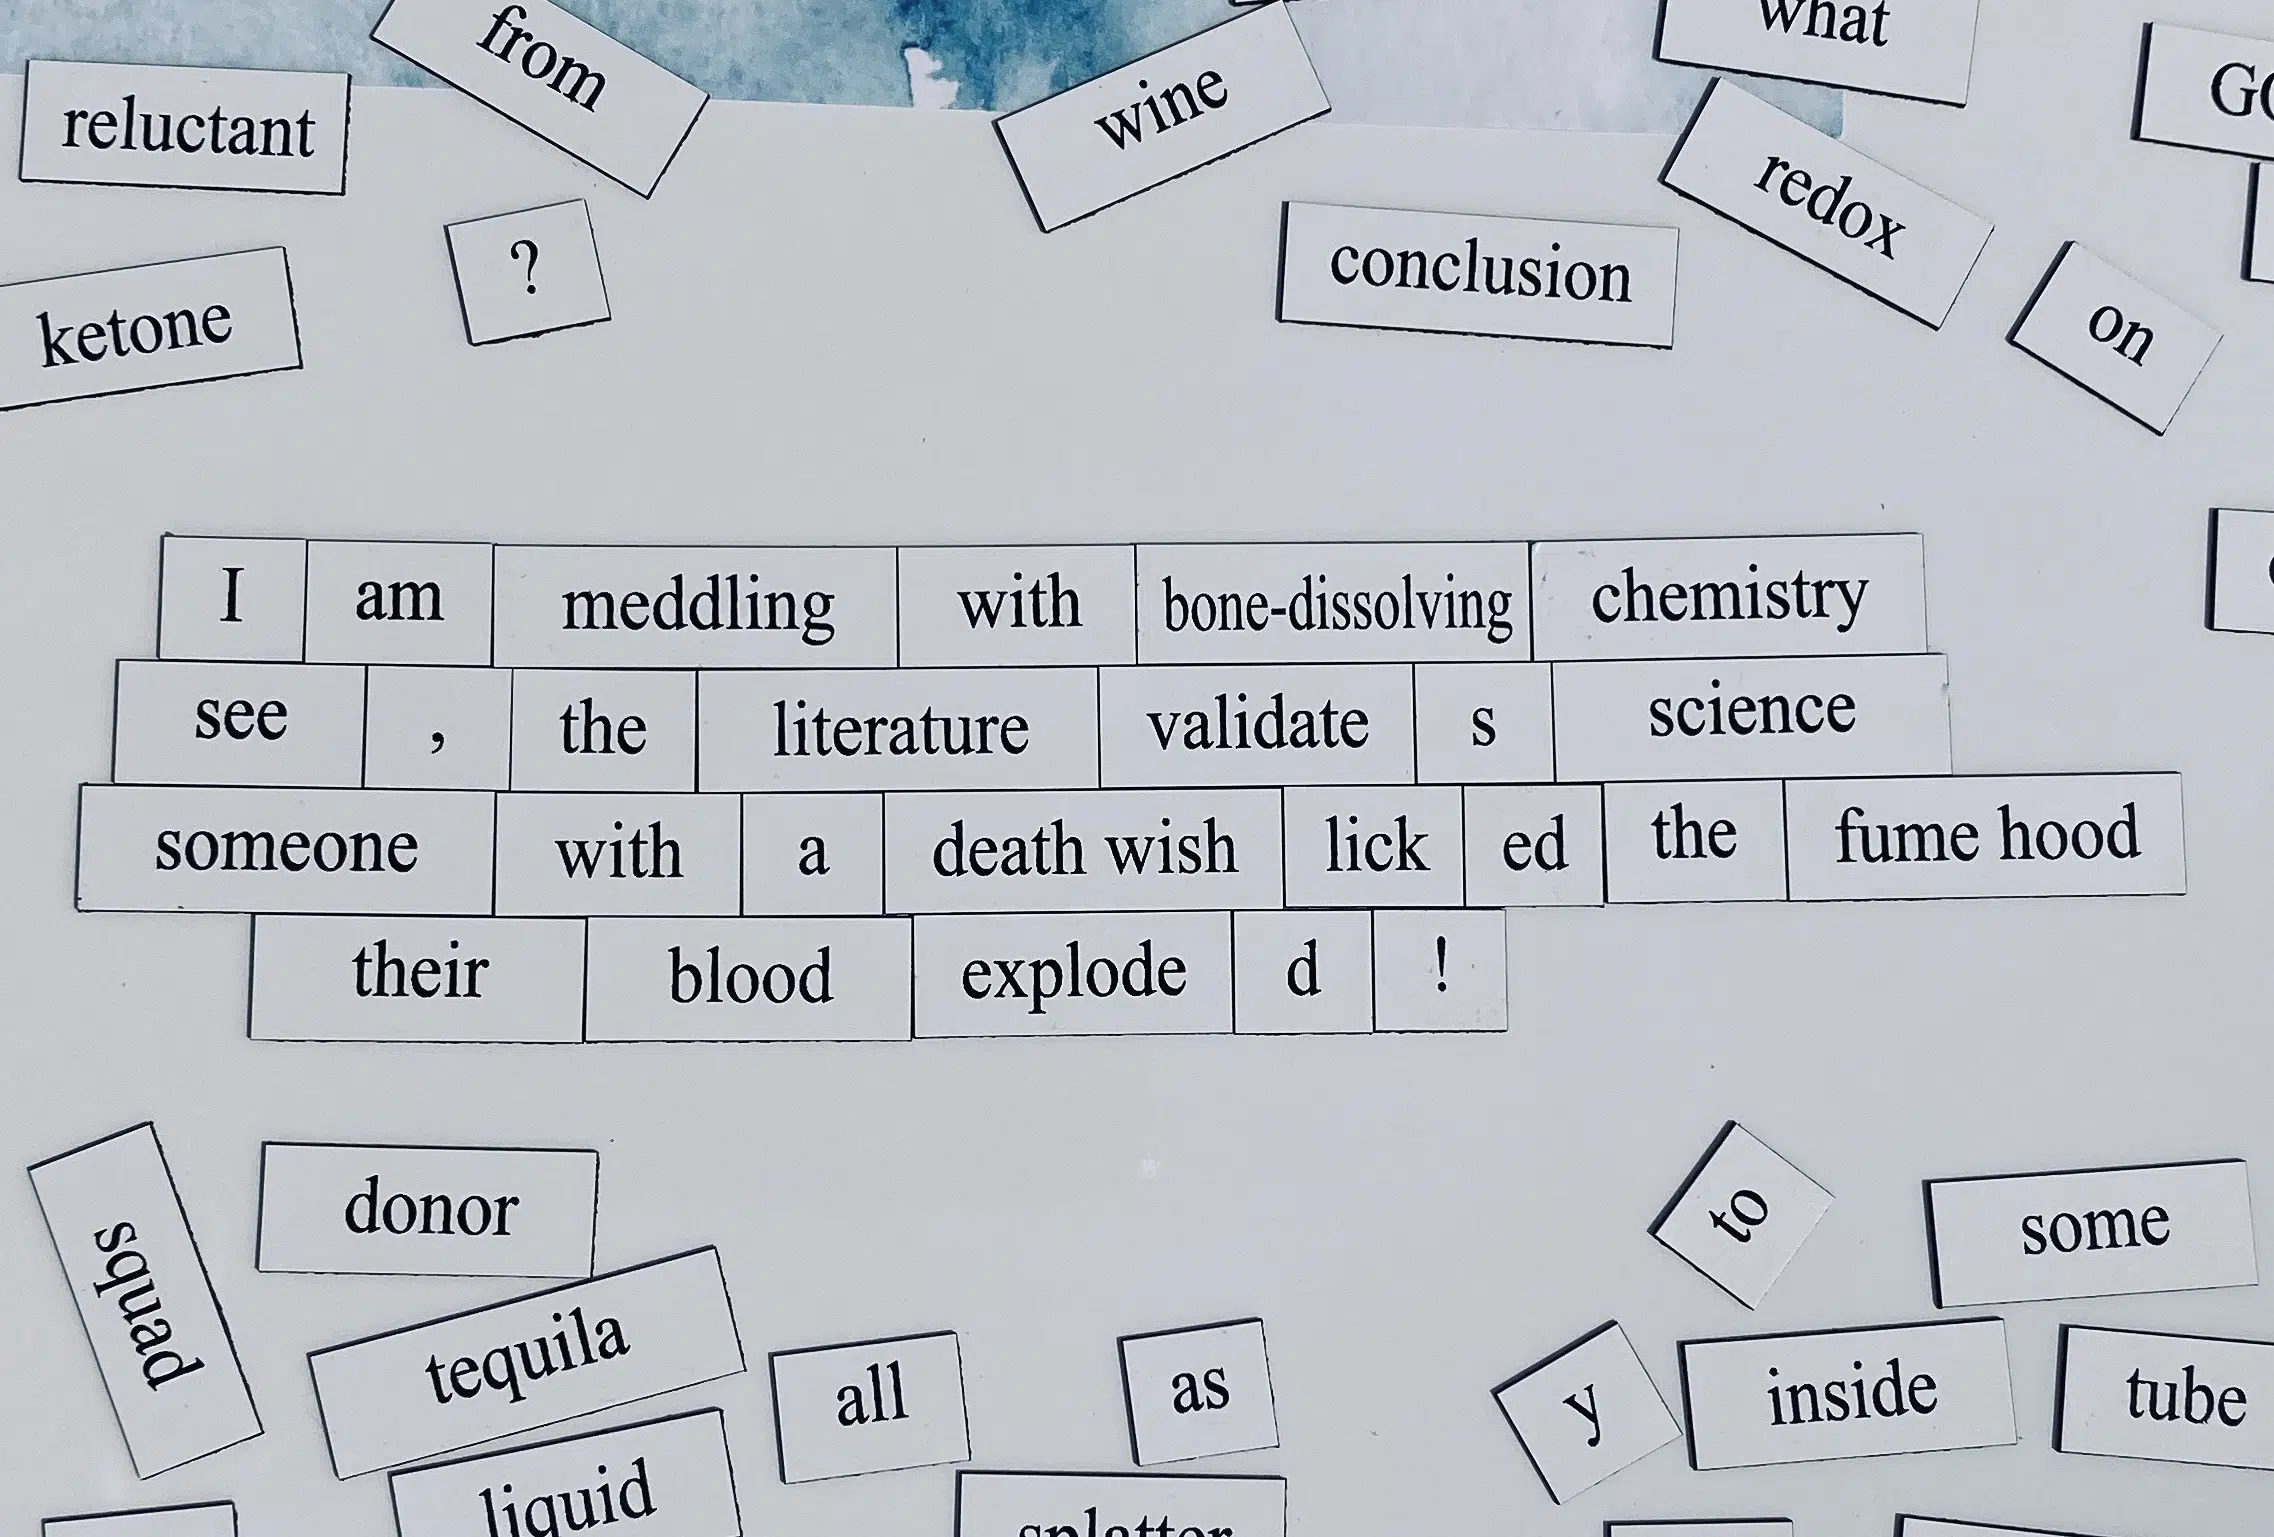 from
what
reluctant
wine
redox
?
conclusion
ketone
on
I am meddling with bone-dissolving chemistry
see , the literature validate s science
someone with a death wish lick ed the fume hood
their blood explode d !
squad
donor
to
some
tequila
all
as
y
inside
tube
liquid
splatter